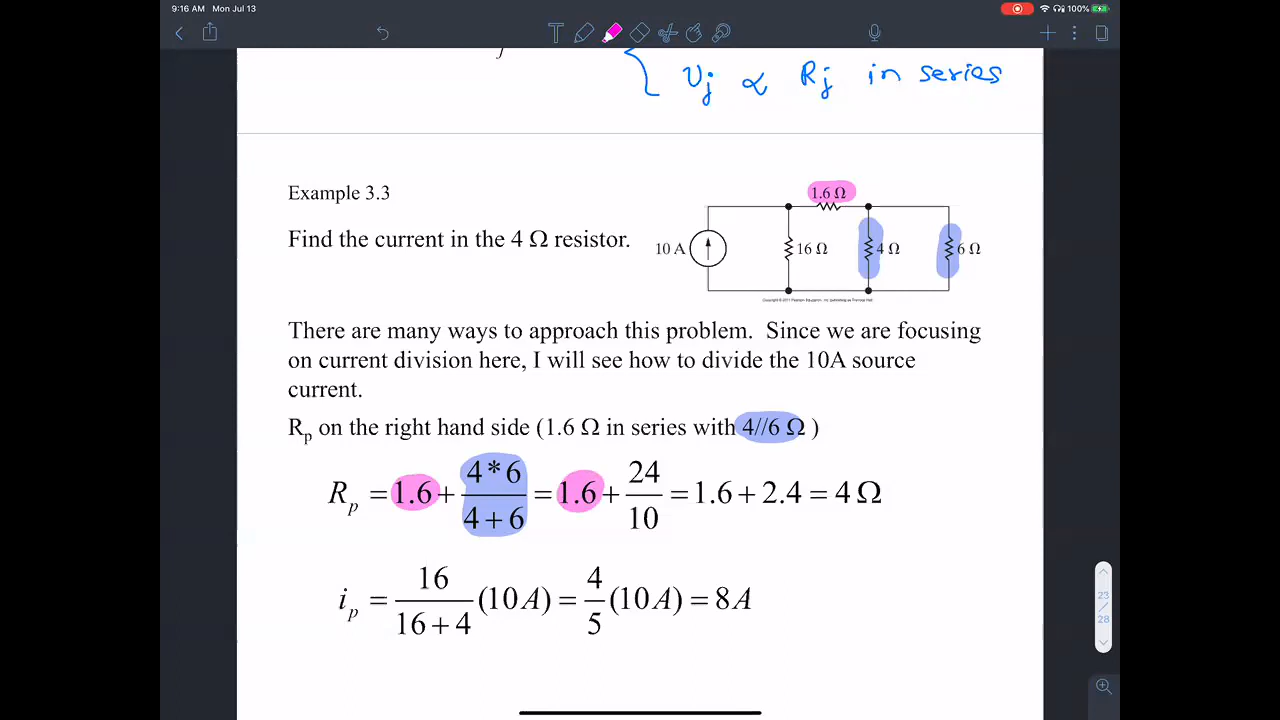 9:16 AM Mon Jul 13
100%
T
υj ∝ Rj in series
Example 3.3
Find the current in the 4 Ω resistor.
1.6 Ω
10 A
16 Ω
4 Ω
6 Ω
There are many ways to approach this problem. Since we are focusing
on current division here, I will see how to divide the 10A source
current.
Rp on the right hand side (1.6 Ω in series with 4//6 Ω )
Rp = 1.6 + (4 * 6)/(4 + 6) = 1.6 + 24/10 = 1.6 + 2.4 = 4 Ω
ip = 16/(16 + 4) (10A) = 4/5 (10A) = 8A
23
/
28